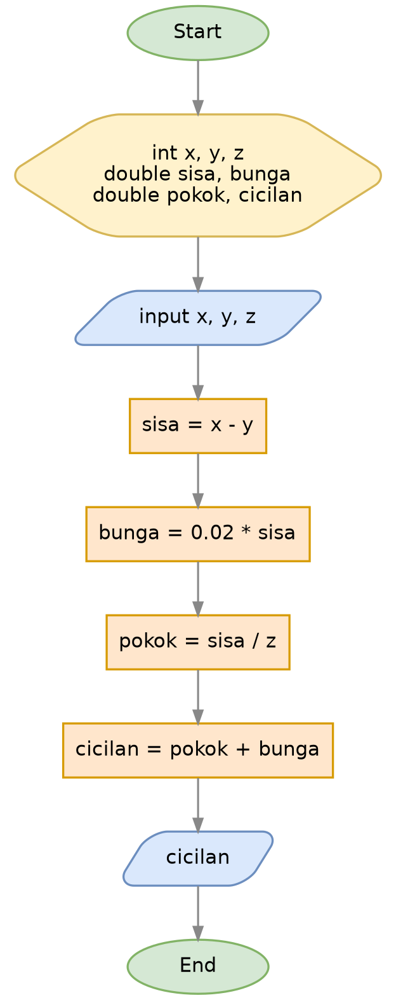 Start
int x, y, z
double sisa, bunga
double pokok, cicilan
input x, y, z
sisa = x - y
bunga = 0.02 * sisa
pokok = sisa / z
cicilan = pokok + bunga
cicilan
End